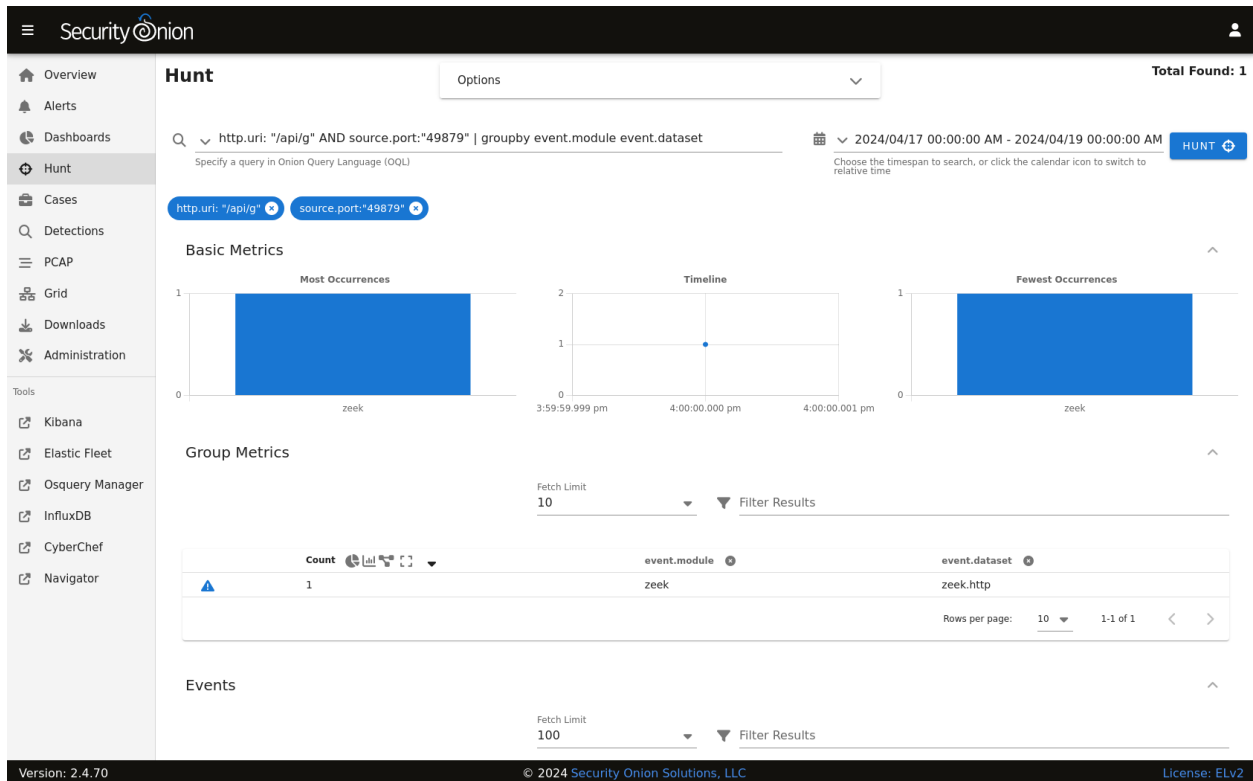 Security Onion
Overview
Alerts
Dashboards
Hunt
Cases
Detections
PCAP
Grid
Downloads
Administration
Tools
Kibana
Elastic Fleet
Osquery Manager
InfluxDB
CyberChef
Navigator
Hunt
Options
Total Found: 1
http.uri: "/api/g" AND source.port:"49879" | groupby event.module event.dataset
Specify a query in Onion Query Language (OQL)
2024/04/17 00:00:00 AM - 2024/04/19 00:00:00 AM
Choose the timespan to search, or click the calendar icon to switch to
relative time
HUNT
http.uri: "/api/g" source.port:"49879"
Basic Metrics
Most Occurrences
1
0
zeek
Timeline
2
1
0
3:59:59.999 pm 4:00:00.000 pm 4:00:00.001 pm
Fewest Occurrences
1
0
zeek
Group Metrics
Fetch Limit
10 Filter Results
Count event.module event.dataset
1 zeek zeek.http
Rows per page: 10 1-1 of 1
Events
Fetch Limit
100 Filter Results
Version: 2.4.70 © 2024 Security Onion Solutions, LLC License: ELv2